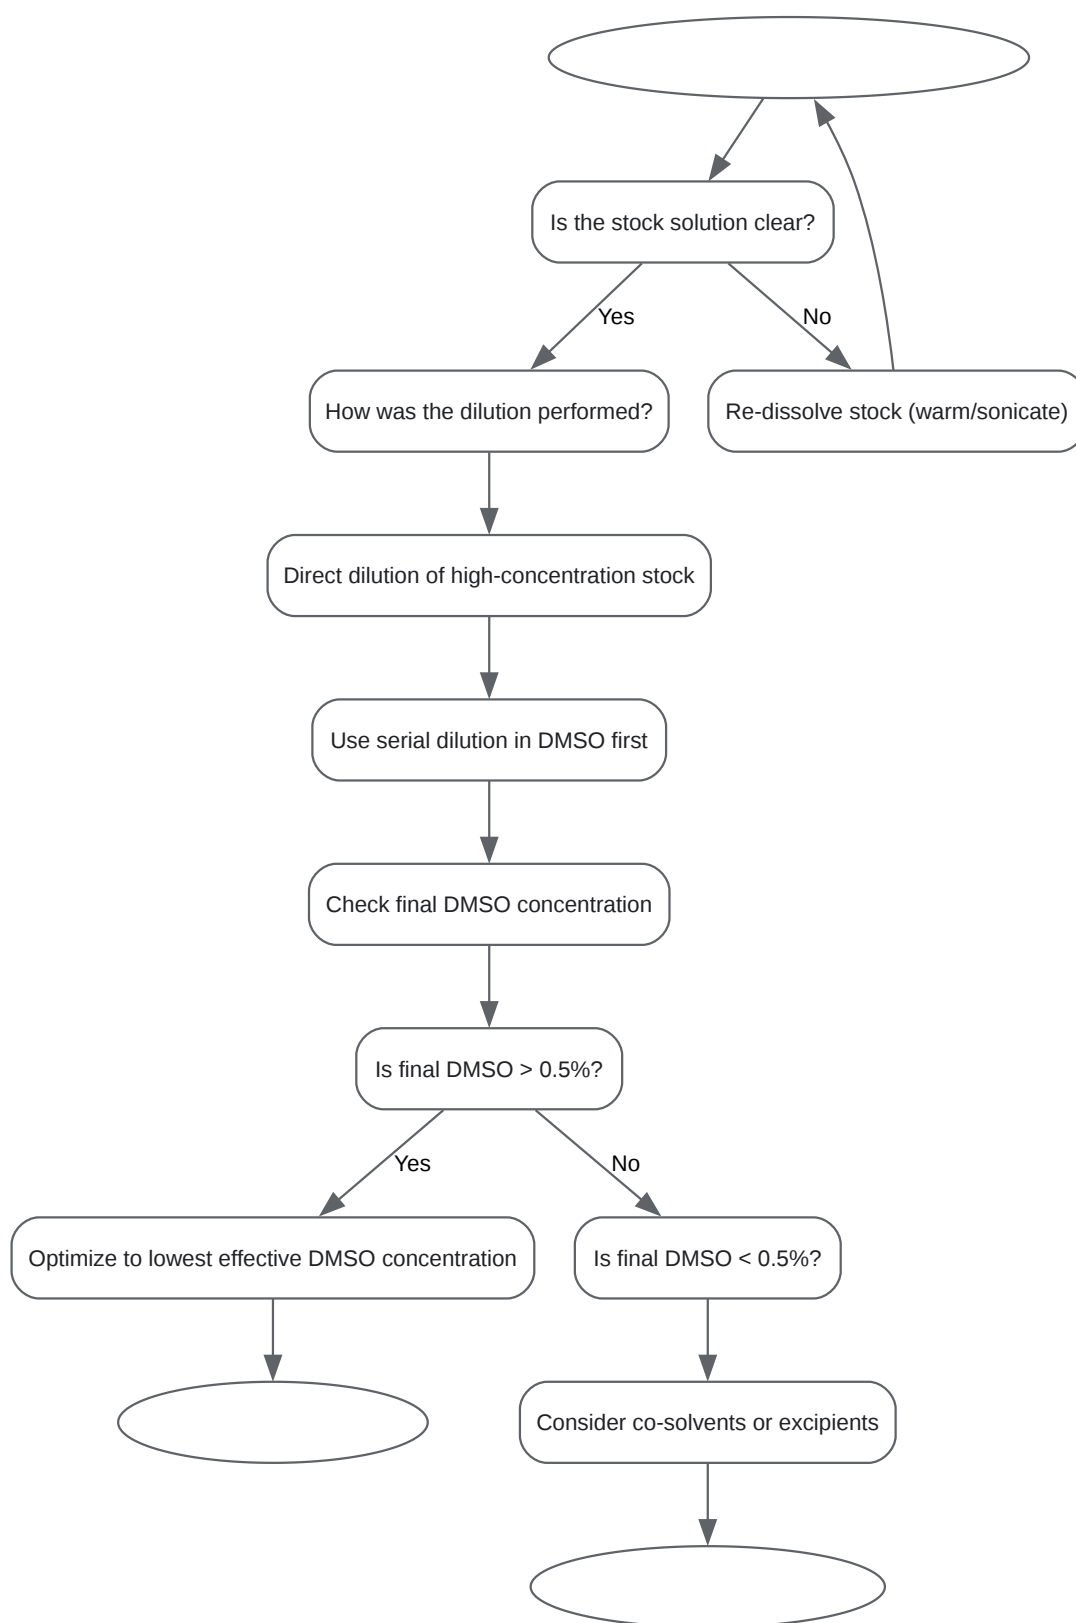 Is the stock solution clear?
Yes
No
How was the dilution performed?
Re-dissolve stock (warm/sonicate)
Direct dilution of high-concentration stock
Use serial dilution in DMSO first
Check final DMSO concentration
Is final DMSO > 0.5%?
Yes
No
Optimize to lowest effective DMSO concentration
Is final DMSO < 0.5%?
Consider co-solvents or excipients